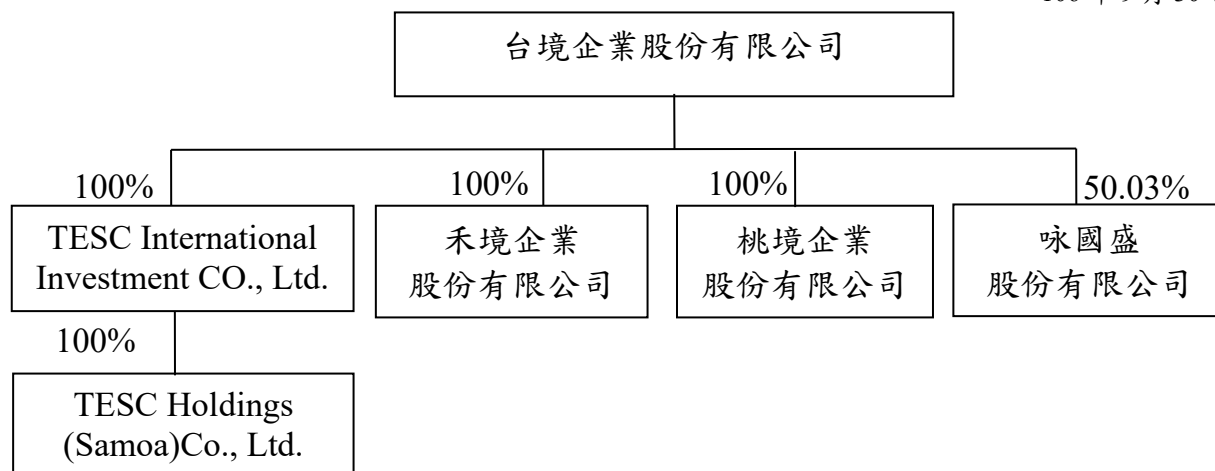 台境企業股份有限公司
100%
100%
100%
50.03%
TESC International
Investment CO., Ltd.
禾境企業
股份有限公司
桃境企業
股份有限公司
咏國盛
股份有限公司
100%
TESC Holdings
(Samoa)Co., Ltd.